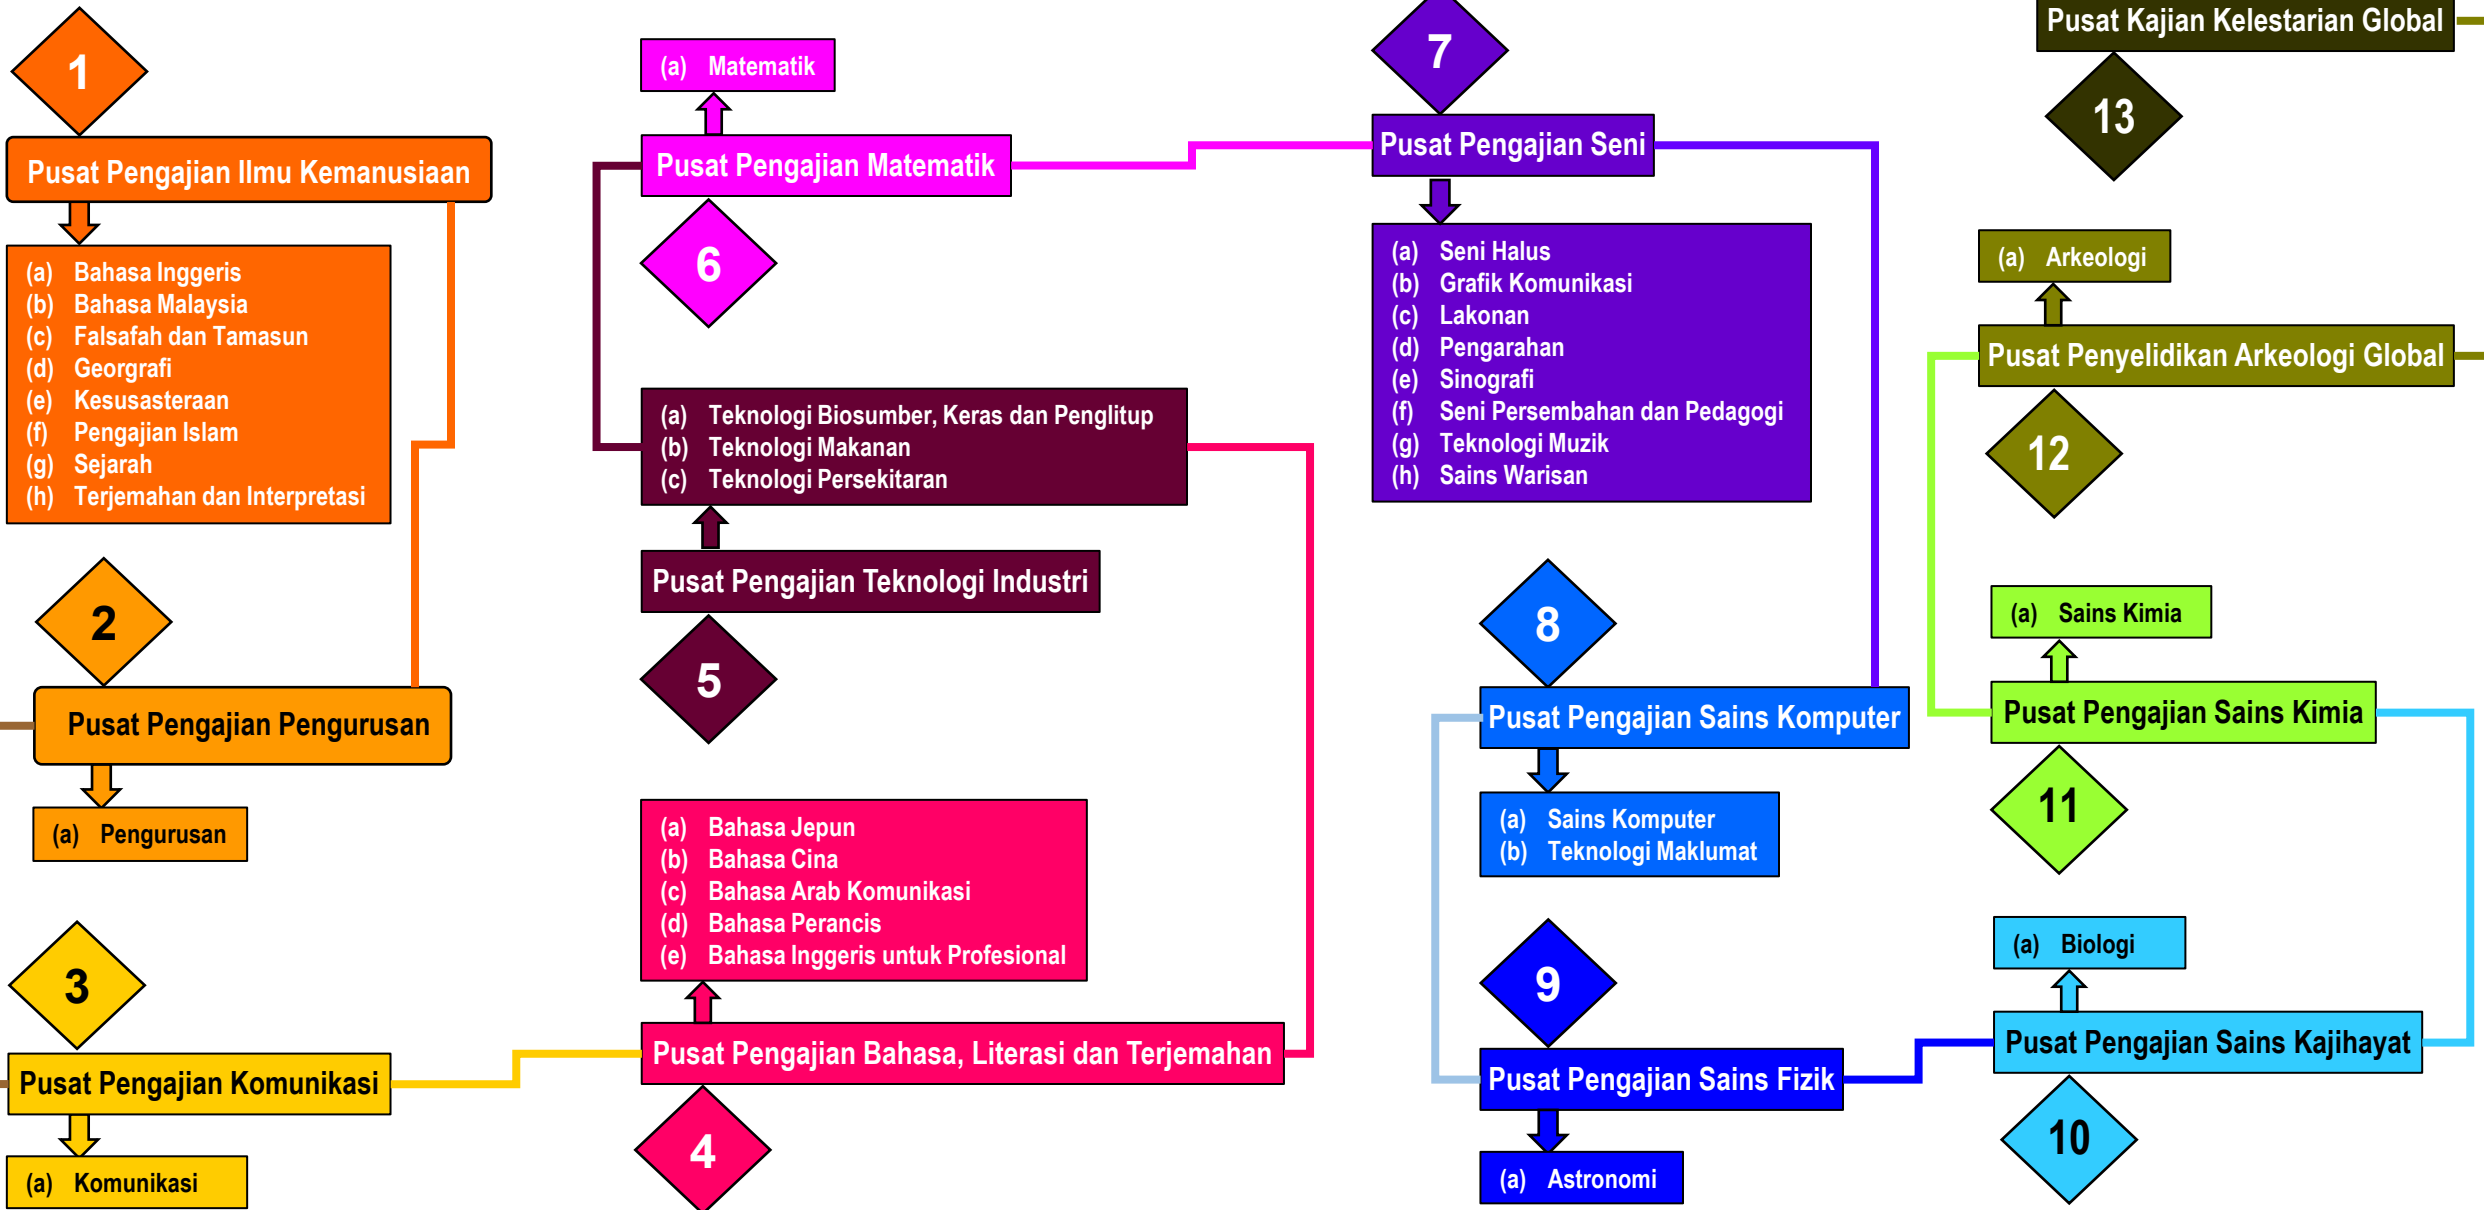 1
Pusat Pengajian Ilmu Kemanusiaan
(a) Bahasa Inggeris
(b) Bahasa Malaysia
(c) Falsafah dan Tamasun
(d) Georgrafi
(e) Kesusasteraan
(f) Pengajian Islam
(g) Sejarah
(h) Terjemahan dan Interpretasi
2
Pusat Pengajian Pengurusan
(a) Pengurusan
3
Pusat Pengajian Komunikasi
(a) Komunikasi
(a) Bahasa Jepun
(b) Bahasa Cina
(c) Bahasa Arab Komunikasi
(d) Bahasa Perancis
(e) Bahasa Inggeris untuk Profesional
Pusat Pengajian Bahasa, Literasi dan Terjemahan
4
(a) Teknologi Biosumber, Keras dan Penglitup
(b) Teknologi Makanan
(c) Teknologi Persekitaran
Pusat Pengajian Teknologi Industri
5
(a) Matematik
Pusat Pengajian Matematik
6
7
Pusat Pengajian Seni
(a) Seni Halus
(b) Grafik Komunikasi
(c) Lakonan
(d) Pengarahan
(e) Sinografi
(f) Seni Persembahan dan Pedagogi
(g) Teknologi Muzik
(h) Sains Warisan
8
Pusat Pengajian Sains Komputer
(a) Sains Komputer
(b) Teknologi Maklumat
9
Pusat Pengajian Sains Fizik
(a) Astronomi
(a) Biologi
Pusat Pengajian Sains Kajihayat
10
(a) Sains Kimia
Pusat Pengajian Sains Kimia
11
(a) Arkeologi
Pusat Penyelidikan Arkeologi Global
12
Pusat Kajian Kelestarian Global
13